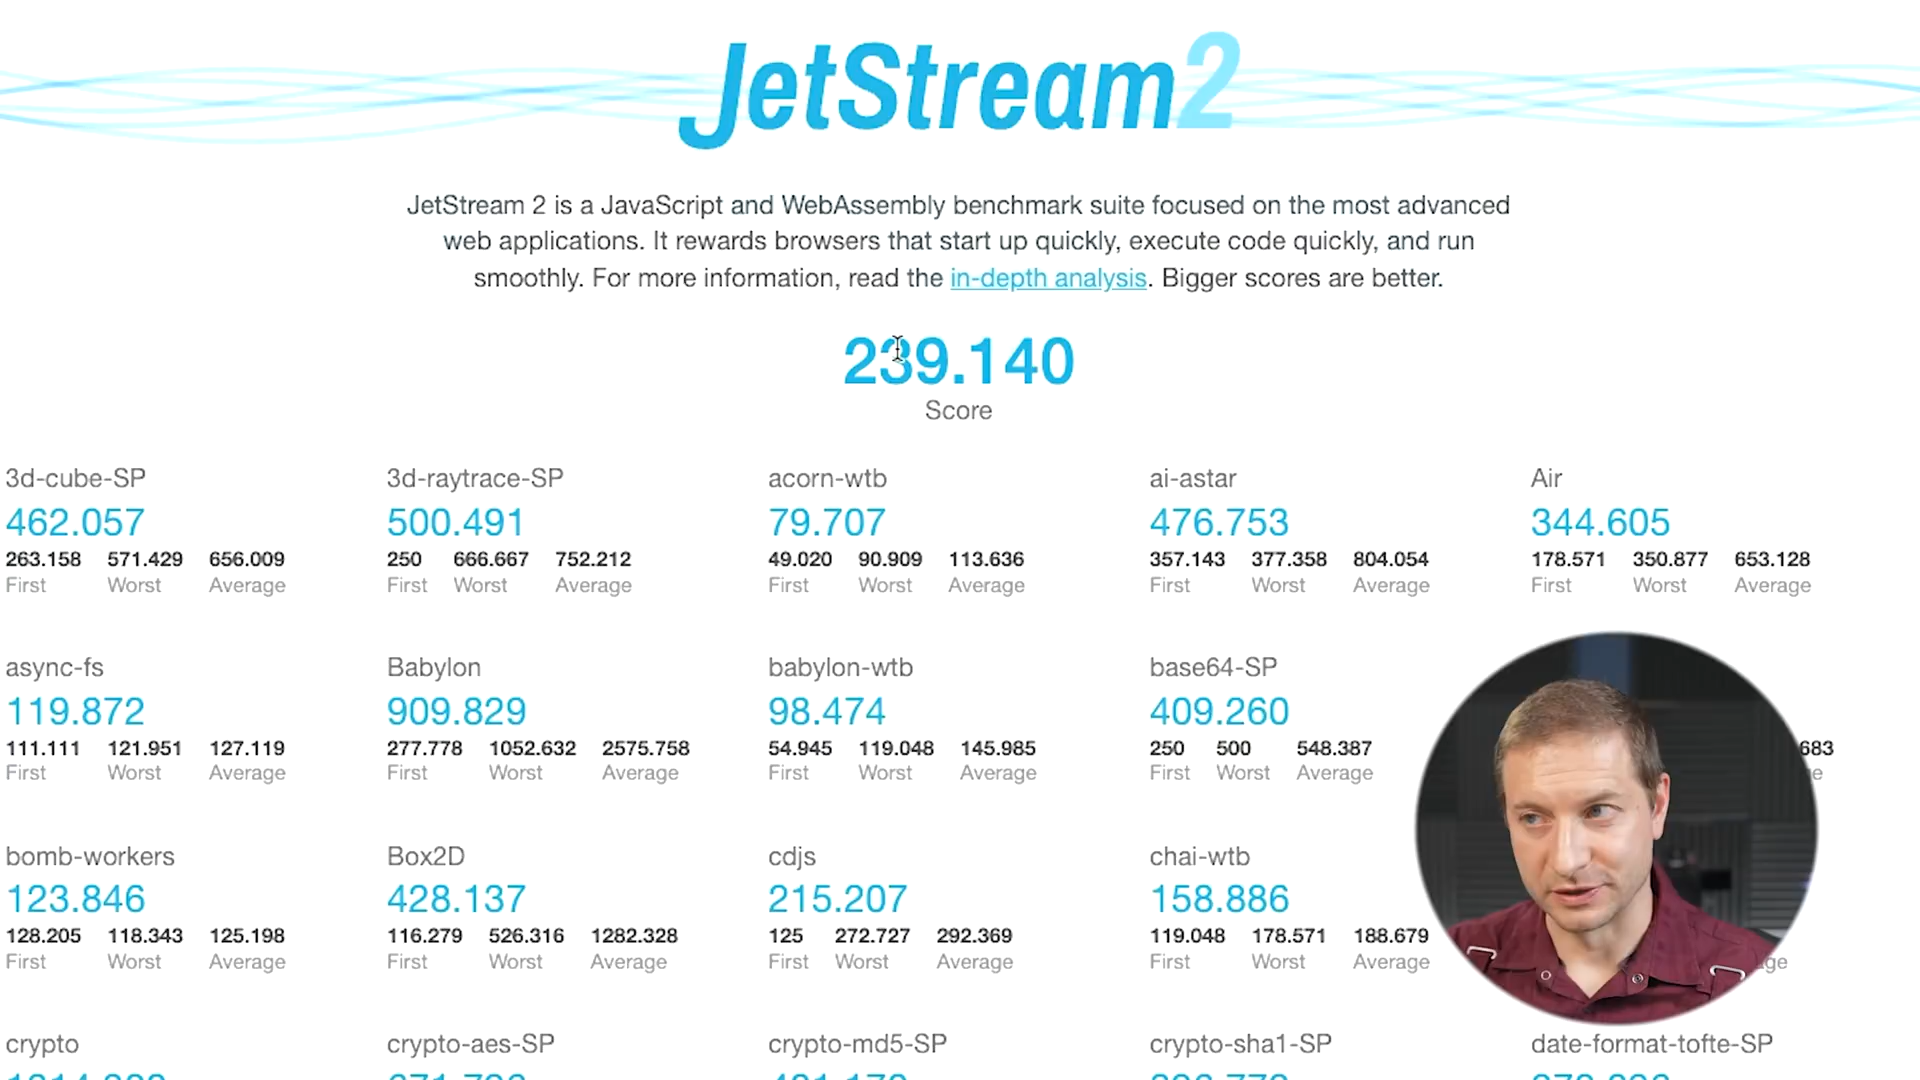 JetStream 2
JetStream 2 is a JavaScript and WebAssembly benchmark suite focused on the most advanced
web applications. It rewards browsers that start up quickly, execute code quickly, and run
smoothly. For more information, read the in-depth analysis. Bigger scores are better.
239.140
Score
3d-cube-SP 3d-raytrace-SP acorn-wtb ai-astar Air
462.057 500.491 79.707 476.753 344.605
263.158 571.429 656.009 250 666.667 752.212 49.020 90.909 113.636 357.143 377.358 804.054 178.571 350.877 653.128
First Worst Average First Worst Average First Worst Average First Worst Average First Worst Average
async-fs Babylon babylon-wtb base64-SP
119.872 909.829 98.474 409.260
111.111 121.951 127.119 277.778 1052.632 2575.758 54.945 119.048 145.985 250 500 548.387
First Worst Average First Worst Average First Worst Average First Worst Average
bomb-workers Box2D cdjs chai-wtb
123.846 428.137 215.207 158.886
128.205 118.343 125.198 116.279 526.316 1282.328 125 272.727 292.369 119.048 178.571 188.679
First Worst Average First Worst Average First Worst Average First Worst Average
crypto crypto-aes-SP crypto-md5-SP crypto-sha1-SP date-format-tofte-SP